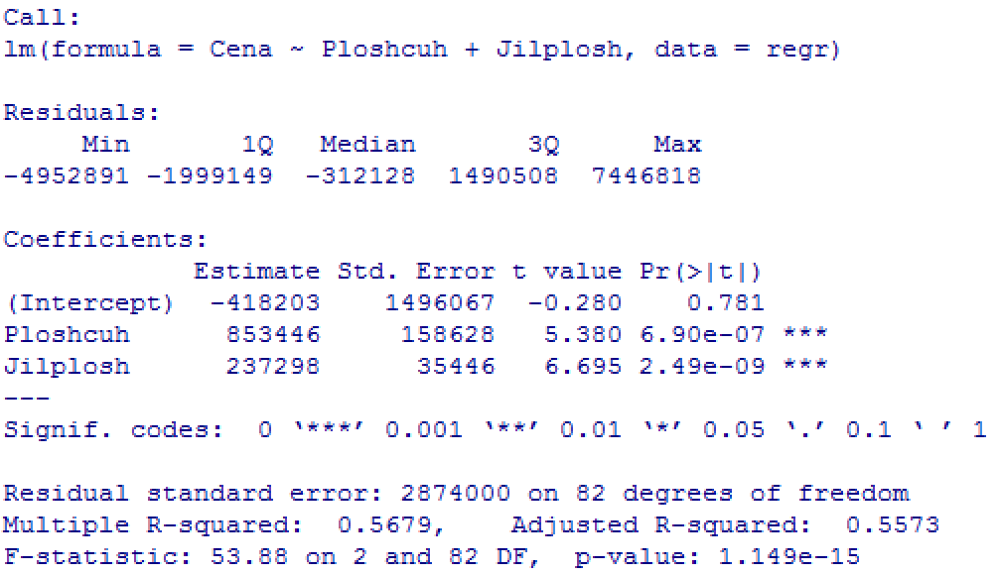 Call:
lm(formula = Cena ~ Ploshcuh + Jilplosh, data = regr)
Residuals:
     Min       1Q   Median       3Q      Max
-4952891 -1999149  -312128  1490508  7446818
Coefficients:
            Estimate Std. Error t value Pr(>|t|)
(Intercept)  -418203    1496067  -0.280    0.781
Ploshcuh      853446     158628   5.380 6.90e-07 ***
Jilplosh      237298      35446   6.695 2.49e-09 ***
---
Signif. codes:  0 ‘***’ 0.001 ‘**’ 0.01 ‘*’ 0.05 ‘.’ 0.1 ‘ ’ 1
Residual standard error: 2874000 on 82 degrees of freedom
Multiple R-squared:  0.5679,	Adjusted R-squared:  0.5573
F-statistic: 53.88 on 2 and 82 DF,  p-value: 1.149e-15